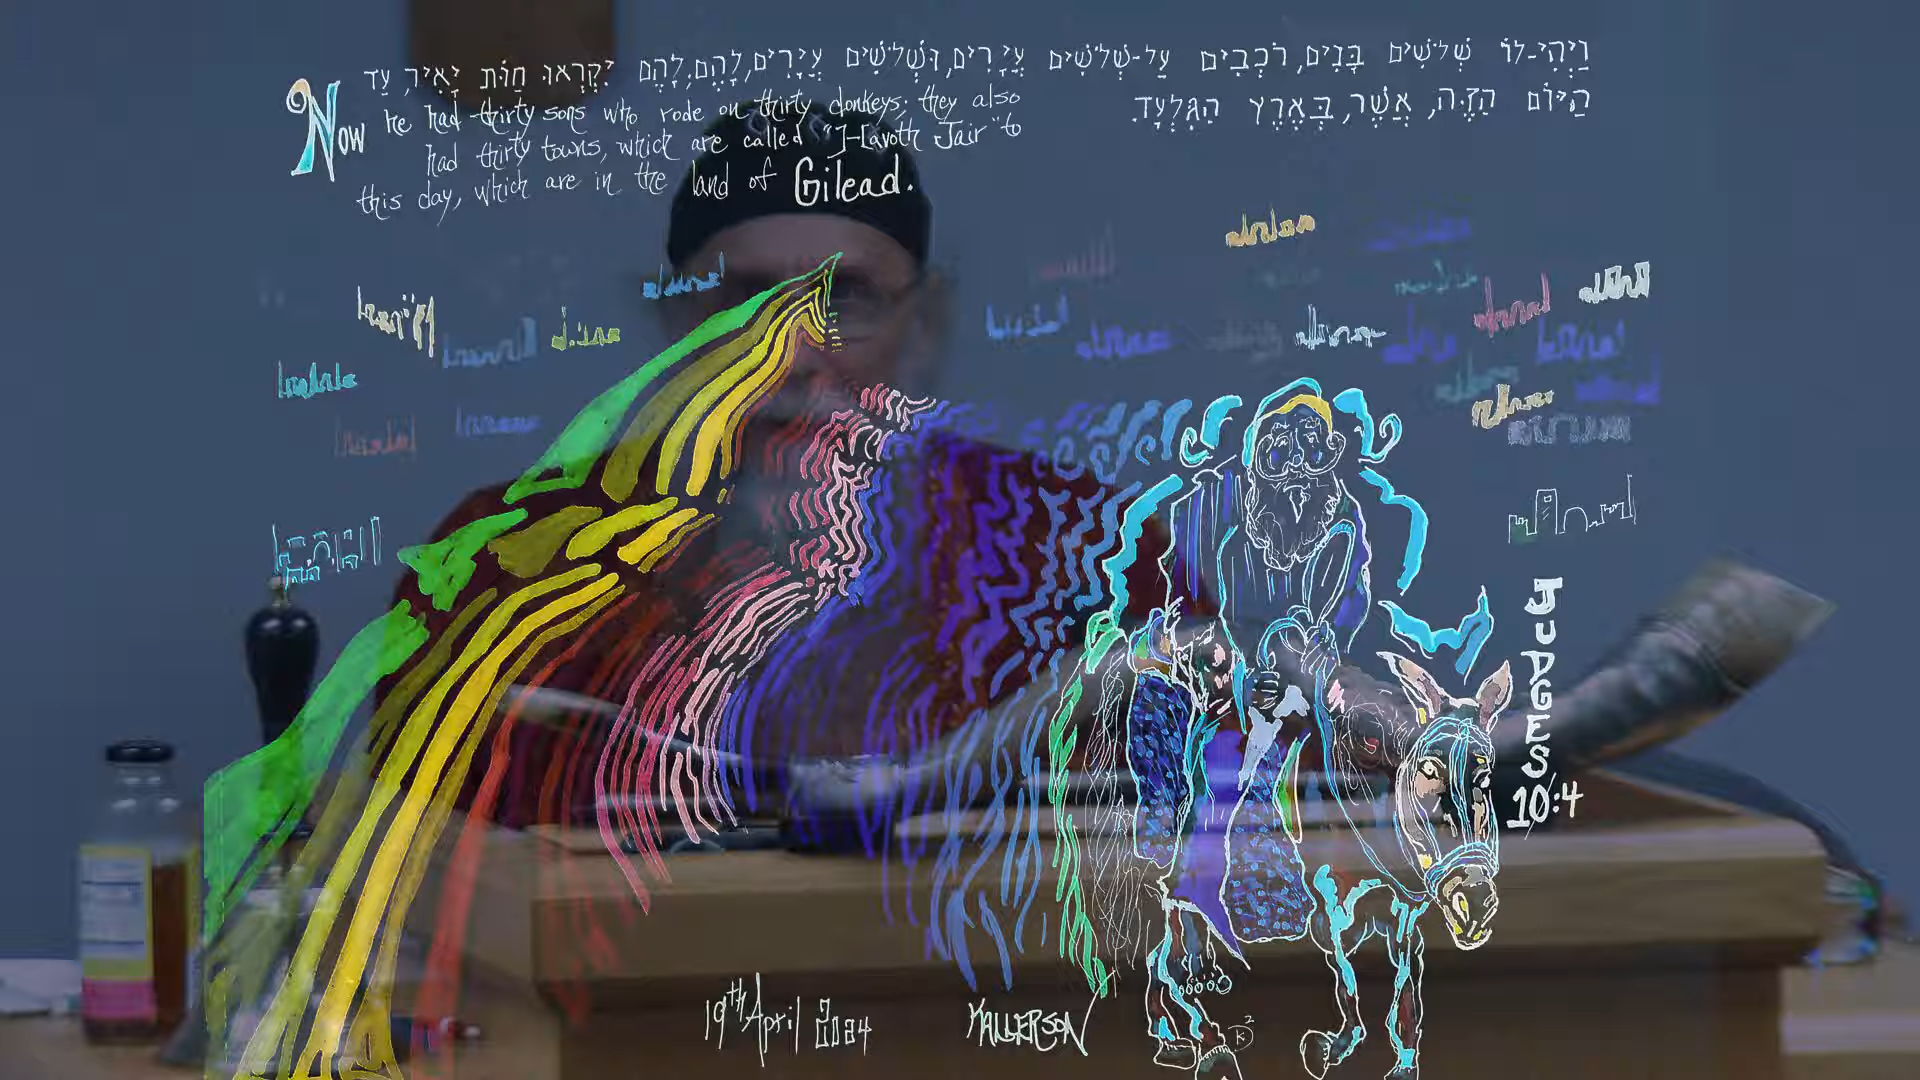 וַיְהִי-לוֹ שְׁלֹשִׁים בָּנִים, רֹכְבִים עַל-שְׁלֹשִׁים עֲיָרִים, וּשְׁלֹשִׁים עֲיָרִים, לָהֶם; לָהֶם יִקְרְאוּ חַוֺּת יָאִיר, עַד
הַיּוֹם הַזֶּה, אֲשֶׁר, בְּאֶרֶץ הַגִּלְעָד.
Now he had thirty sons who rode on thirty donkeys; they also
had thirty towns, which are called "Havoth Jair" to
this day, which are in the land of Gilead.
JUDGES
10:4
19th April 2024
KALLERSON
K2